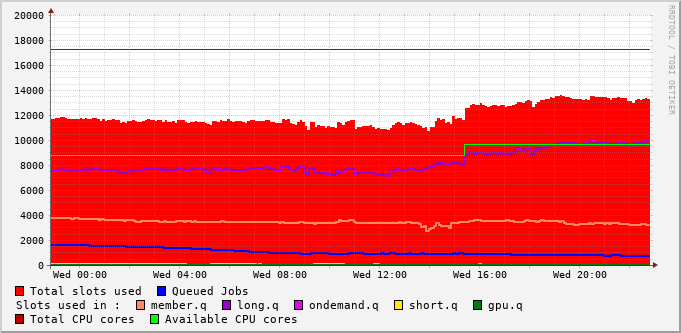 RRDTOOL / TOBI OETIKER
20000
18000
16000
14000
12000
10000
8000
6000
4000
2000
0
Wed 00:00 Wed 04:00 Wed 08:00 Wed 12:00 Wed 16:00 Wed 20:00
Total slots used Queued Jobs
Slots used in : member.q long.q ondemand.q short.q gpu.q
Total CPU cores Available CPU cores